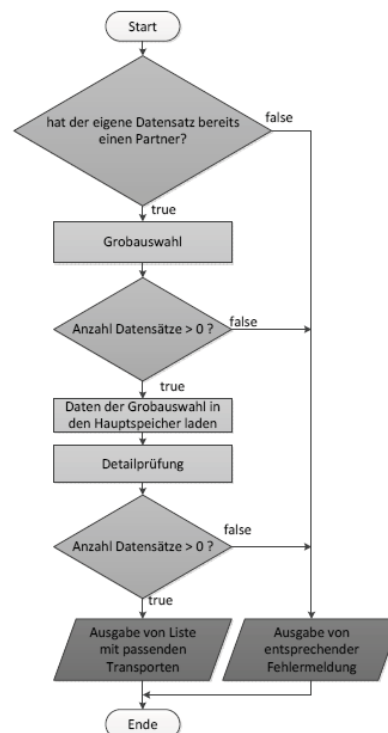 Start
hat der eigene Datensatz bereits
einen Partner?
false
true
Grobauswahl
Anzahl Datensätze > 0 ?
false
true
Daten der Grobauswahl in
den Hauptspeicher laden
Detailprüfung
Anzahl Datensätze > 0 ?
false
true
Ausgabe von Liste
mit passenden
Transporten
Ausgabe von
entsprechender
Fehlermeldung
Ende